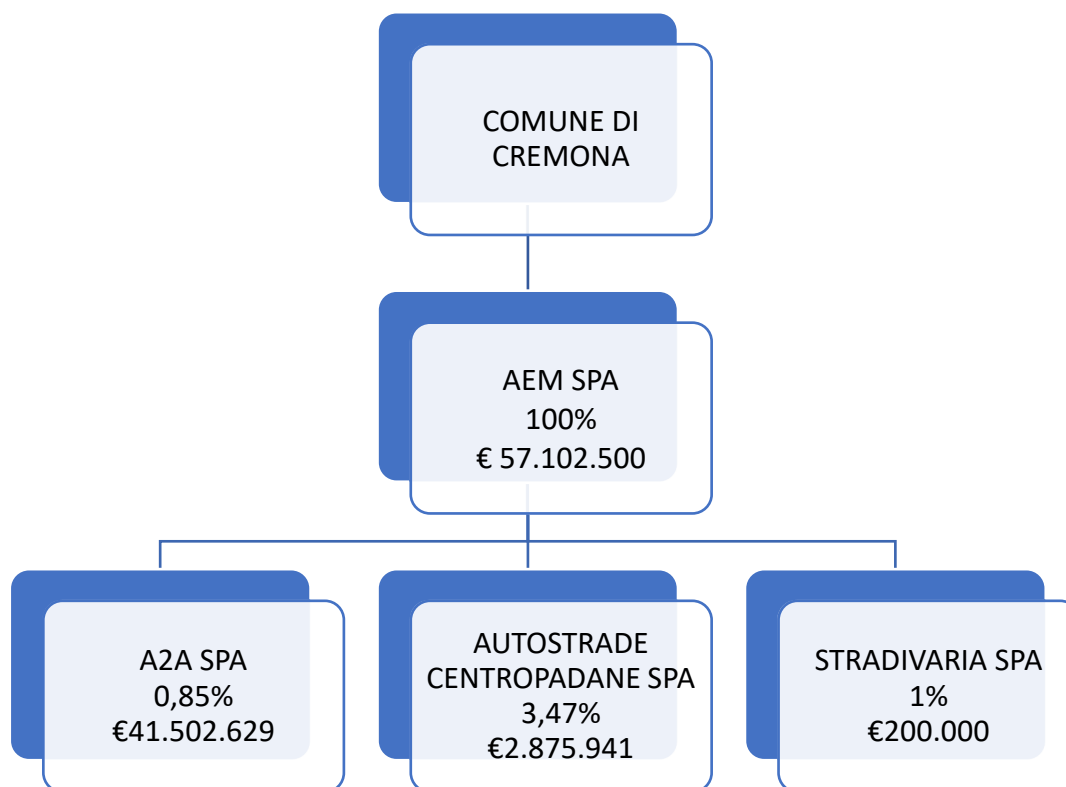 COMUNE DI
CREMONA
AEM SPA
100%
€ 57.102.500
A2A SPA
0,85%
€41.502.629
AUTOSTRADE
CENTROPADANE SPA
3,47%
€2.875.941
STRADIVARIA SPA
1%
€200.000